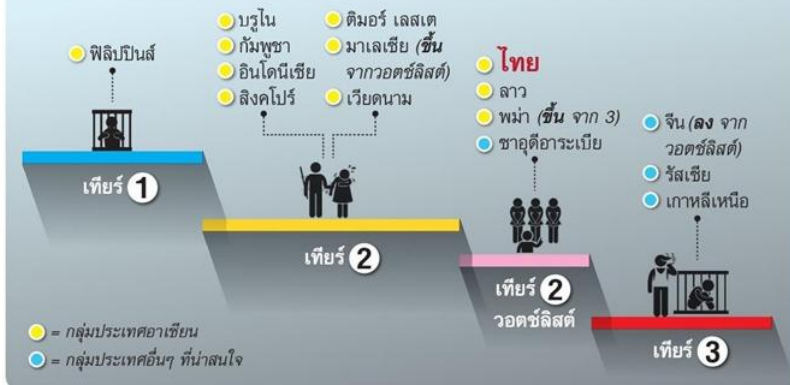 ฟิลิปปินส์
เทียร์ 1
บรูไน
กัมพูชา
อินโดนีเซีย
สิงคโปร์
ติมอร์ เลสเต
มาเลเซีย (ขึ้น
จากวอตช์ลิสต์)
เวียดนาม
เทียร์ 2
ไทย
ลาว
พม่า (ขึ้น จาก 3)
ซาอุดีอาระเบีย
เทียร์ 2
วอตช์ลิสต์
จีน (ลง จาก
วอตช์ลิสต์)
รัสเซีย
เกาหลีเหนือ
เทียร์ 3
= กลุ่มประเทศอาเซียน
= กลุ่มประเทศอื่นๆ ที่น่าสนใจ